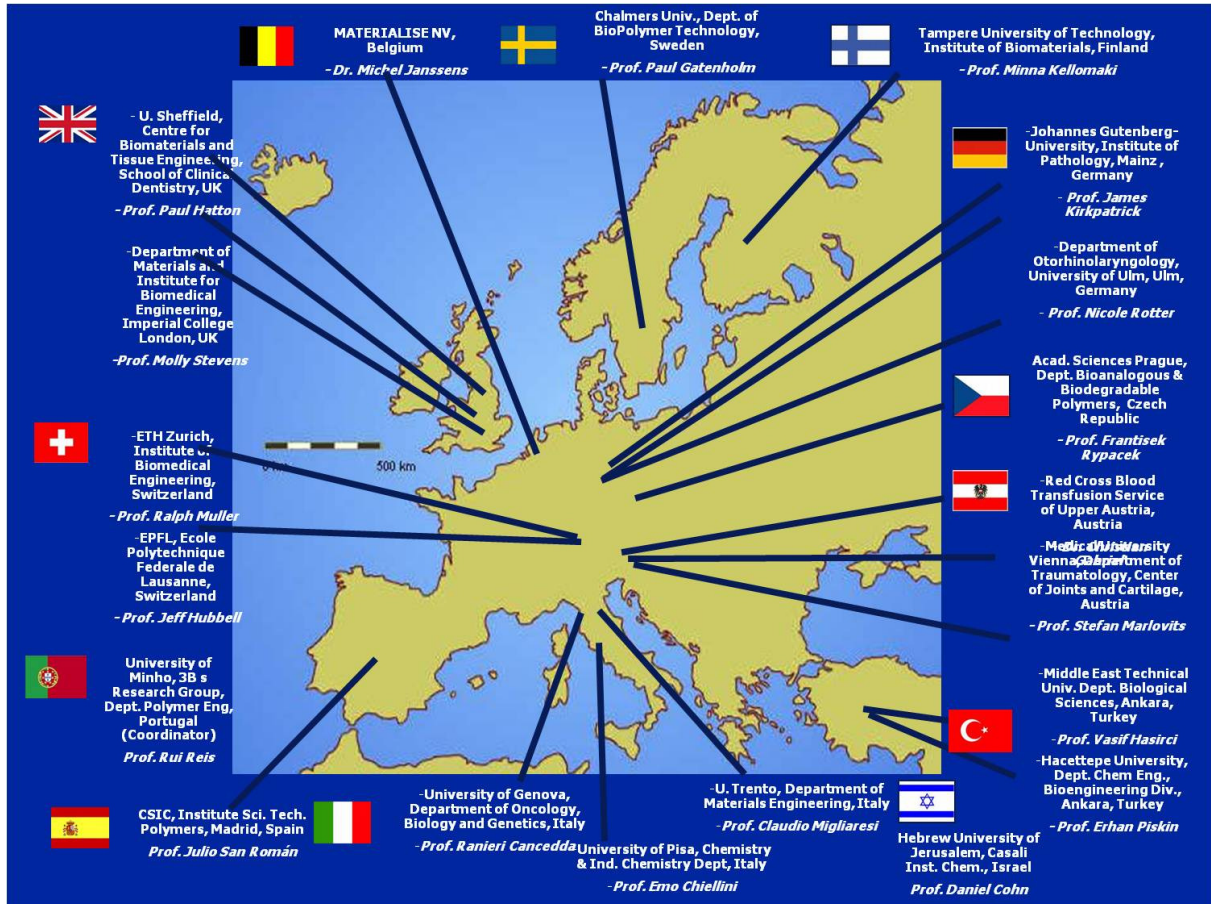 MATERIALISE NV,
Belgium
- Dr. Michel Janssens
Chalmers Univ., Dept. of
BioPolymer Technology,
Sweden
- Prof. Paul Gatenholm
Tampere University of Technology,
Institute of Biomaterials, Finland
- Prof. Minna Kellomaki
- U. Sheffield,
Centre for
Biomaterials and
Tissue Engineering,
School of Clinical
Dentistry, UK
- Prof. Paul Hatton
-Department of
Materials and
Institute for
Biomedical
Engineering,
Imperial College
London, UK
-Prof. Molly Stevens
-ETH Zurich,
Institute of
Biomedical
Engineering,
Switzerland
- Prof. Ralph Muller
-EPFL, Ecole
Polytechnique
Federale de
Lausanne,
Switzerland
- Prof. Jeff Hubbell
University of
Minho, 3B s
Research Group,
Dept. Polymer Eng,
Portugal
(Coordinator)
Prof. Rui Reis
CSIC, Institute Sci. Tech.
Polymers, Madrid, Spain
Prof. Julio San Román
0 km 500 km
-University of Genova,
Department of Oncology,
Biology and Genetics, Italy
-Prof. Ranieri Cancedda
University of Pisa, Chemistry
& Ind. Chemistry Dept, Italy
- Prof. Emo Chiellini
-U. Trento, Department of
Materials Engineering, Italy
-Prof. Claudio Migliaresi
Hebrew University of
Jerusalem, Casali
Inst. Chem., Israel
Prof. Daniel Cohn
-Johannes Gutenberg-
University, Institute of
Pathology, Mainz ,
Germany
- Prof. James
Kirkpatrick
-Department of
Otorhinolaryngology,
University of Ulm, Ulm,
Germany
- Prof. Nicole Rotter
Acad. Sciences Prague,
Dept. Bioanalogous &
Biodegradable
Polymers, Czech
Republic
- Prof. Frantisek
Rypacek
-Red Cross Blood
Transfusion Service
of Upper Austria,
Austria
-Medical University
Vienna, Department of
Traumatology, Center
of Joints and Cartilage,
Austria
- Prof. Stefan Marlovits
-Middle East Technical
Univ. Dept. Biological
Sciences, Ankara,
Turkey
- Prof. Vasif Hasirci
-Hacettepe University,
Dept. Chem Eng.,
Bioengineering Div.,
Ankara, Turkey
- Prof. Erhan Piskin